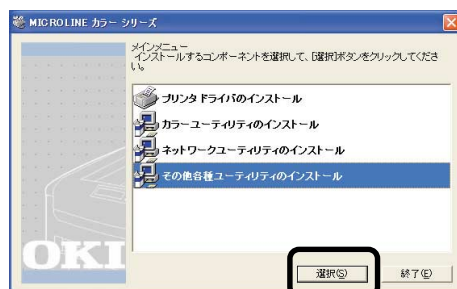 MICROLINE カラー シリーズ
メインメニュー
インストールするコンポーネントを選択して、[選択]ボタンをクリックしてくださ
い。
プリンタ ドライバのインストール
カラーユーティリティのインストール
ネットワークユーティリティのインストール
その他各種ユーティリティのインストール
OKI
選択(S)
終了(E)